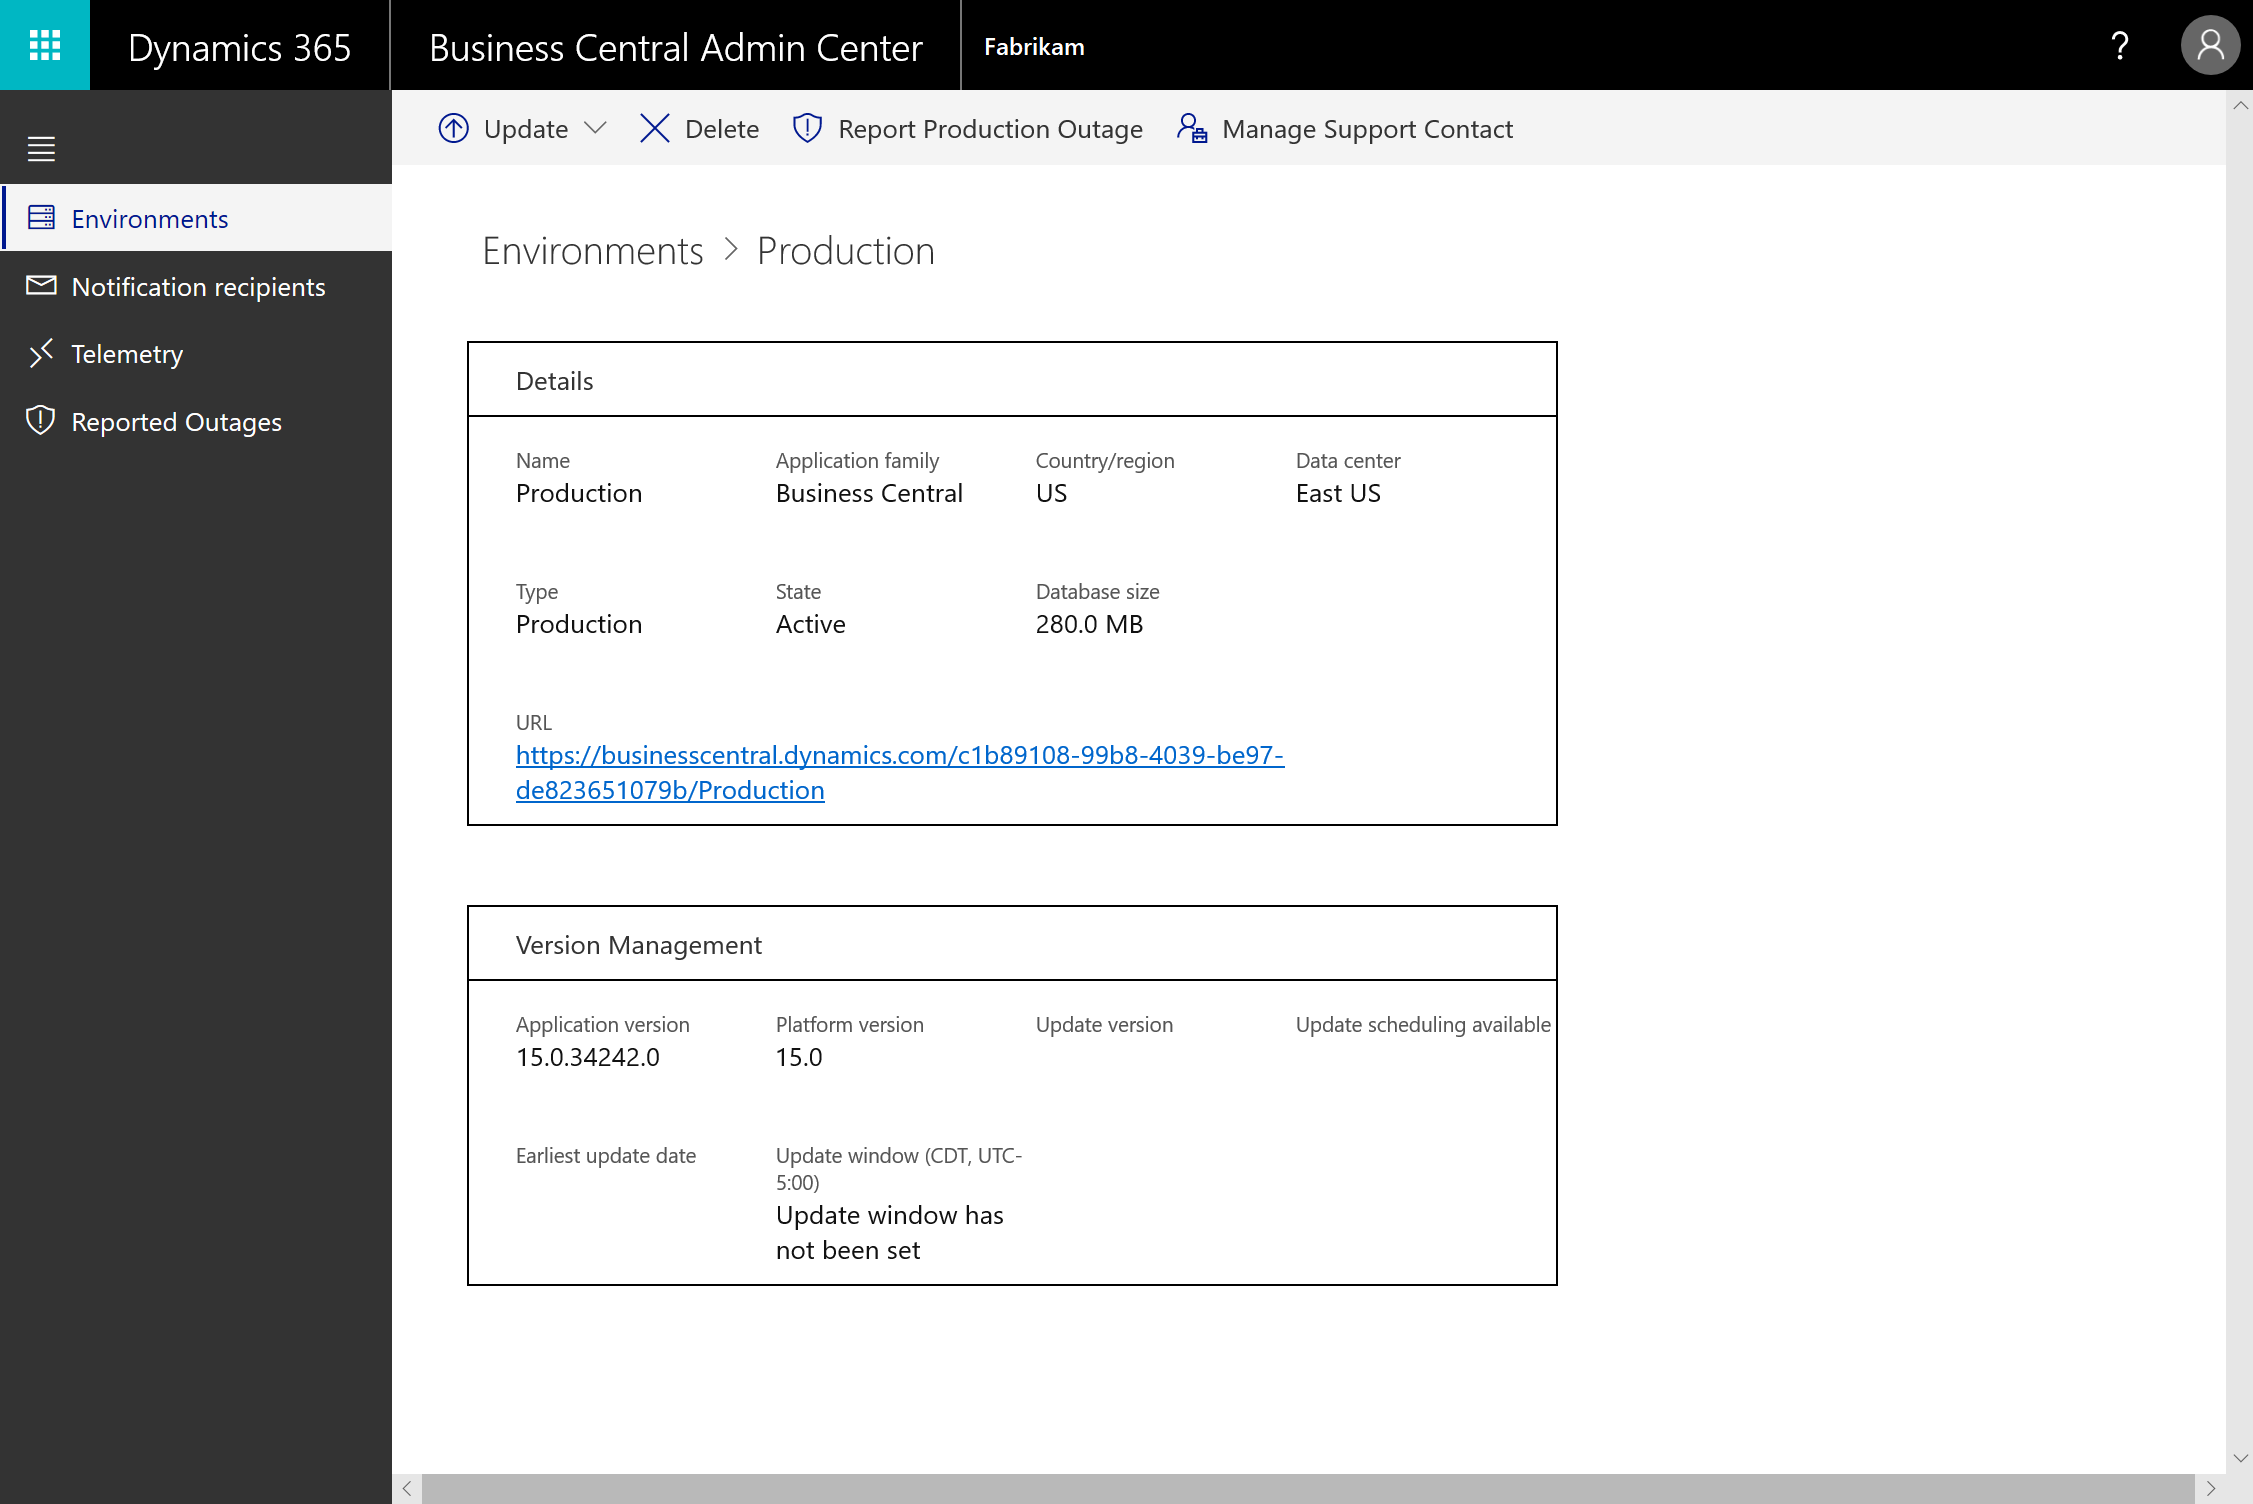 Dynamics 365
Business Central Admin Center
Fabrikam
?
Update
Delete
Report Production Outage
Manage Support Contact
Environments
Notification recipients
Telemetry
Reported Outages
Environments > Production
Details
Name
Application family
Country/region
Data center
Production
Business Central
US
East US
Type
State
Database size
Production
Active
280.0 MB
URL
https://businesscentral.dynamics.com/c1b89108-99b8-4039-be97-
de823651079b/Production
Version Management
Application version
Platform version
Update version
Update scheduling available
15.0.34242.0
15.0
Earliest update date
Update window (CDT, UTC-
5:00)
Update window has
not been set